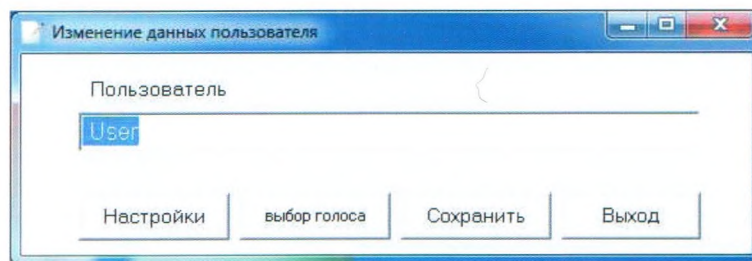 Изменение данных пользователя
Пользователь
User
Настройки выбор голоса Сохранить Выход